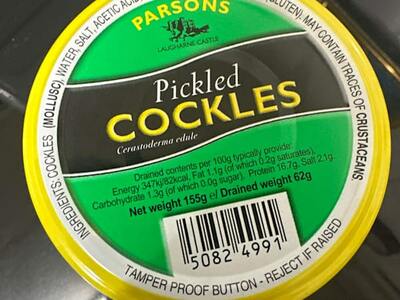 PARSONS
LAUGHARNE CASTLE
Pickled
COCKLES
Cerastoderma edule
Drained contents per 100g typically provide:
Energy 347kj/82kcal, Fat 1.1g (of which 0.2g saturates),
Carbohydrate 1.3g (of which 0.0g sugar), Protein 16.7g, Salt 2.1g.
Net weight 155g e/ Drained weight 62g
5082 4991
INGREDIENTS: COCKLES (MOLLUSC), WATER, SALT, ACETIC ACID
(GLUTEN), MAY CONTAIN TRACES OF CRUSTACEANS
TAMPER PROOF BUTTON - REJECT IF RAISED